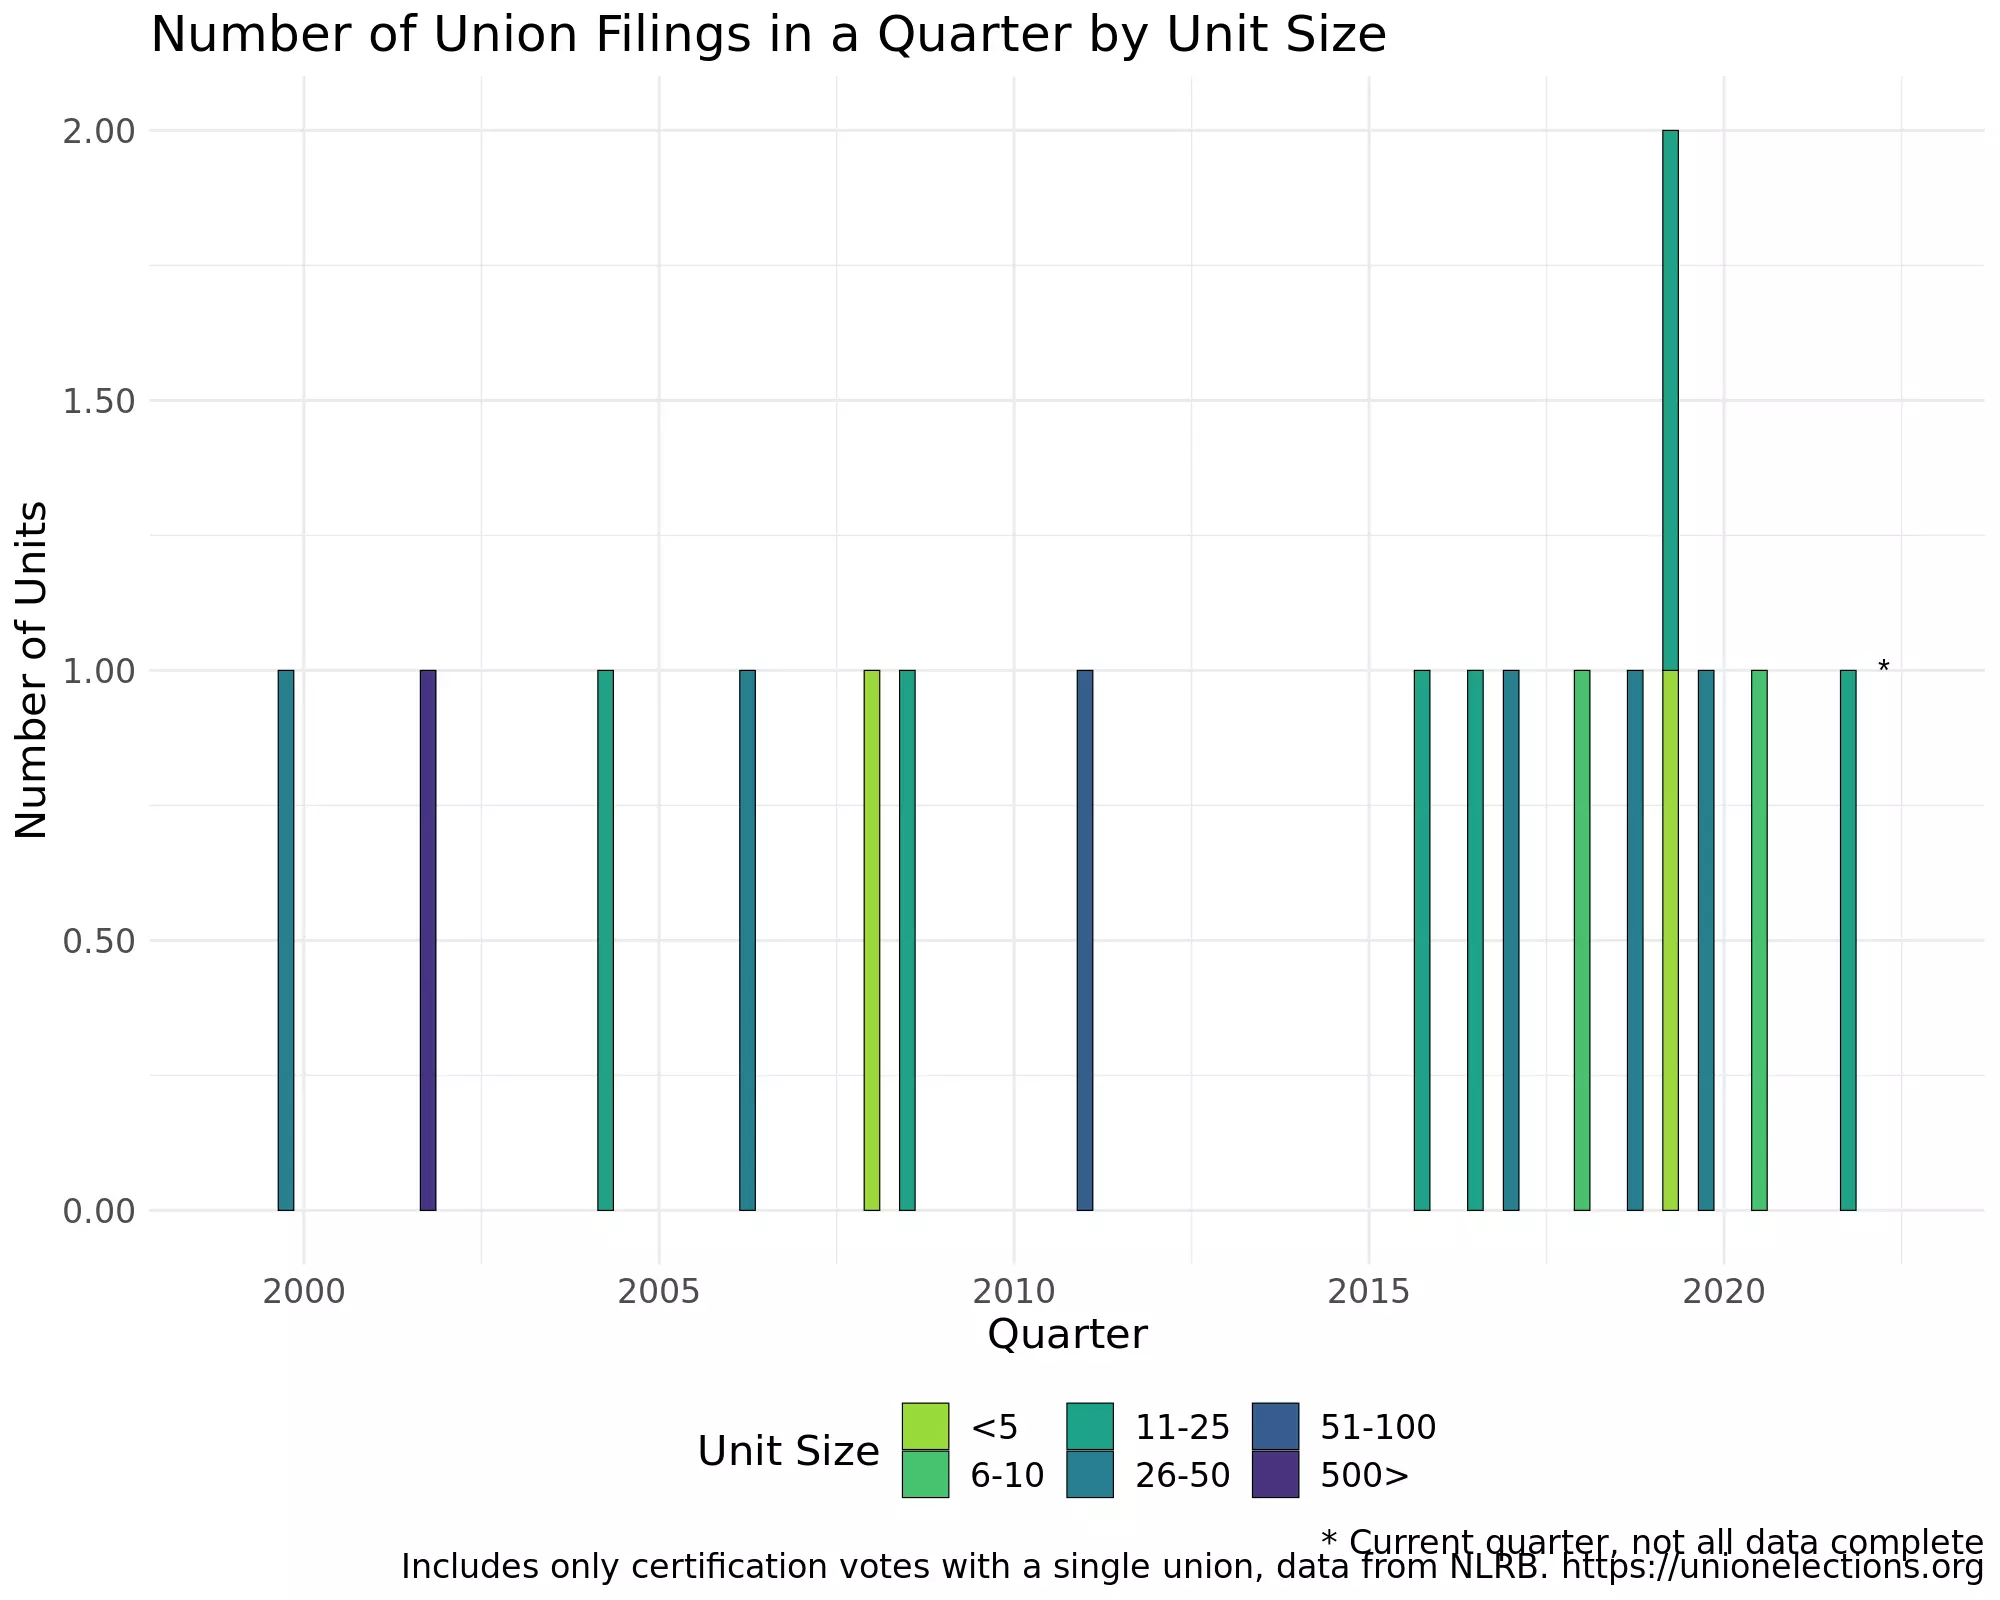 Number of Union Filings in a Quarter by Unit Size
Number of Units
2.00
1.50
1.00
0.50
0.00
*
2000 2005 2010 2015 2020
Quarter
Unit Size
<5 11-25 51-100
6-10 26-50 500>
* Current quarter, not all data complete
Includes only certification votes with a single union, data from NLRB. https://unionelections.org